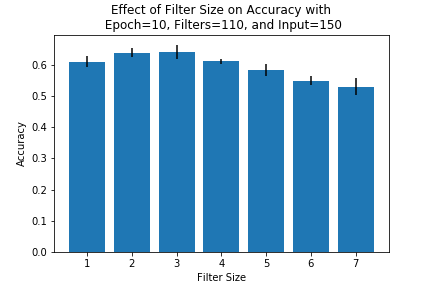 Effect of Filter Size on Accuracy with
Epoch=10, Filters=110, and Input=150
0.6
0.5
0.4
0.3
0.2
0.1
0.0
Accuracy
1 2 3 4 5 6 7
Filter Size